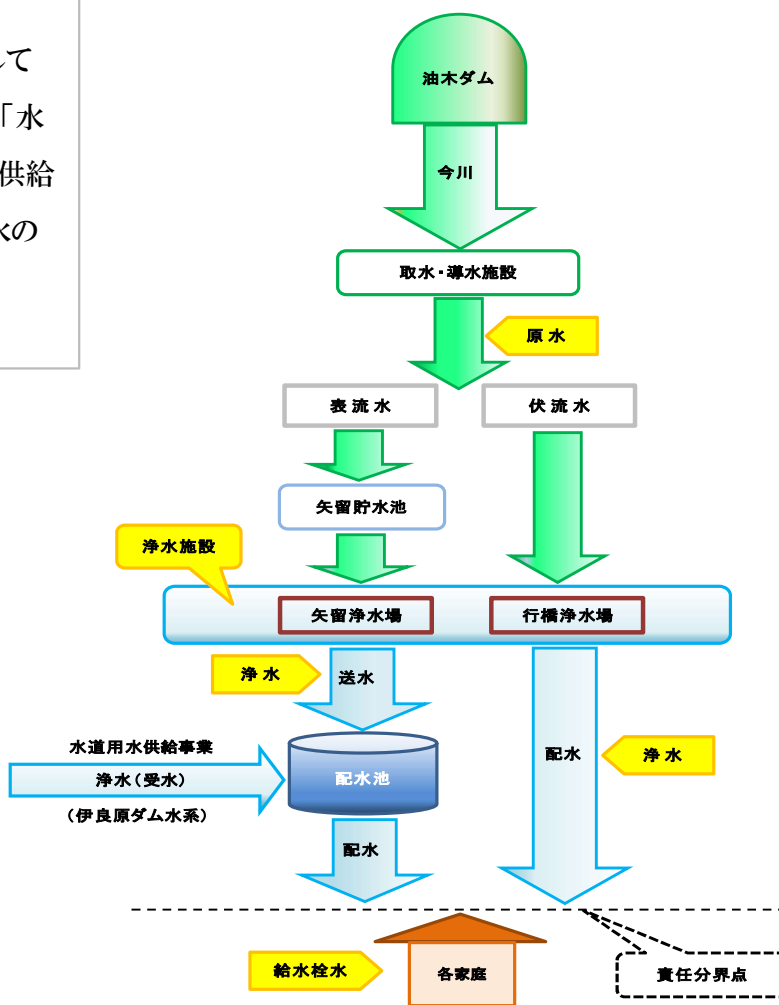 て
「水
供給
水の
油木ダム
今川
取水・導水施設
原水
表流水
伏流水
矢留貯水池
浄水施設
矢留浄水場
行橋浄水場
浄水
送水
水道用水供給事業
浄水(受水)
(伊良原ダム水系)
配水池
配水
浄水
配水
給水栓水
各家庭
責任分界点